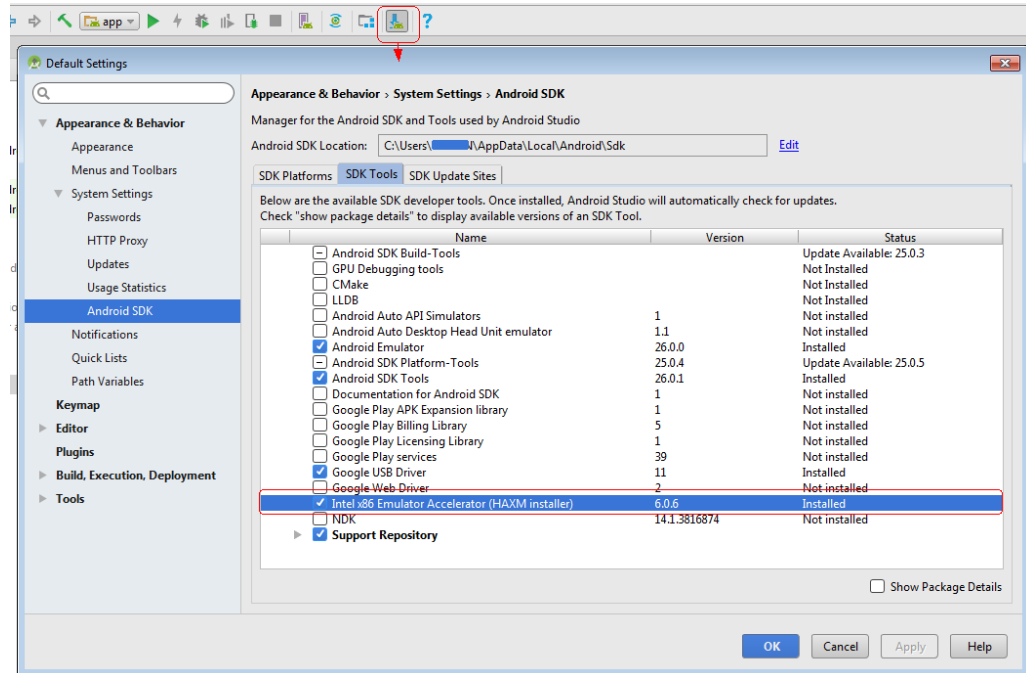 app
?
Default Settings
Appearance & Behavior › System Settings › Android SDK
Manager for the Android SDK and Tools used by Android Studio
Android SDK Location: C:\Users\ \AppData\Local\Android\Sdk Edit
Appearance & Behavior
Appearance
Menus and Toolbars
System Settings
Passwords
HTTP Proxy
Updates
Usage Statistics
Android SDK
Notifications
Quick Lists
Path Variables
Keymap
Editor
Plugins
Build, Execution, Deployment
Tools
SDK Platforms SDK Tools SDK Update Sites
Below are the available SDK developer tools. Once installed, Android Studio will automatically check for updates.
Check "show package details" to display available versions of an SDK Tool.
Name Version Status
Android SDK Build-Tools Update Available: 25.0.3
GPU Debugging tools Not Installed
CMake Not Installed
LLDB Not Installed
Android Auto API Simulators 1 Not installed
Android Auto Desktop Head Unit emulator 1.1 Not installed
Android Emulator 26.0.0 Installed
Android SDK Platform-Tools 25.0.4 Update Available: 25.0.5
Android SDK Tools 26.0.1 Installed
Documentation for Android SDK 1 Not installed
Google Play APK Expansion library 1 Not installed
Google Play Billing Library 5 Not installed
Google Play Licensing Library 1 Not installed
Google Play services 39 Not installed
Google USB Driver 11 Installed
Google Web Driver 2 Not installed
Intel x86 Emulator Accelerator (HAXM installer) 6.0.6 Installed
NDK 14.1.3816874 Not installed
Support Repository
Show Package Details
OK Cancel Apply Help